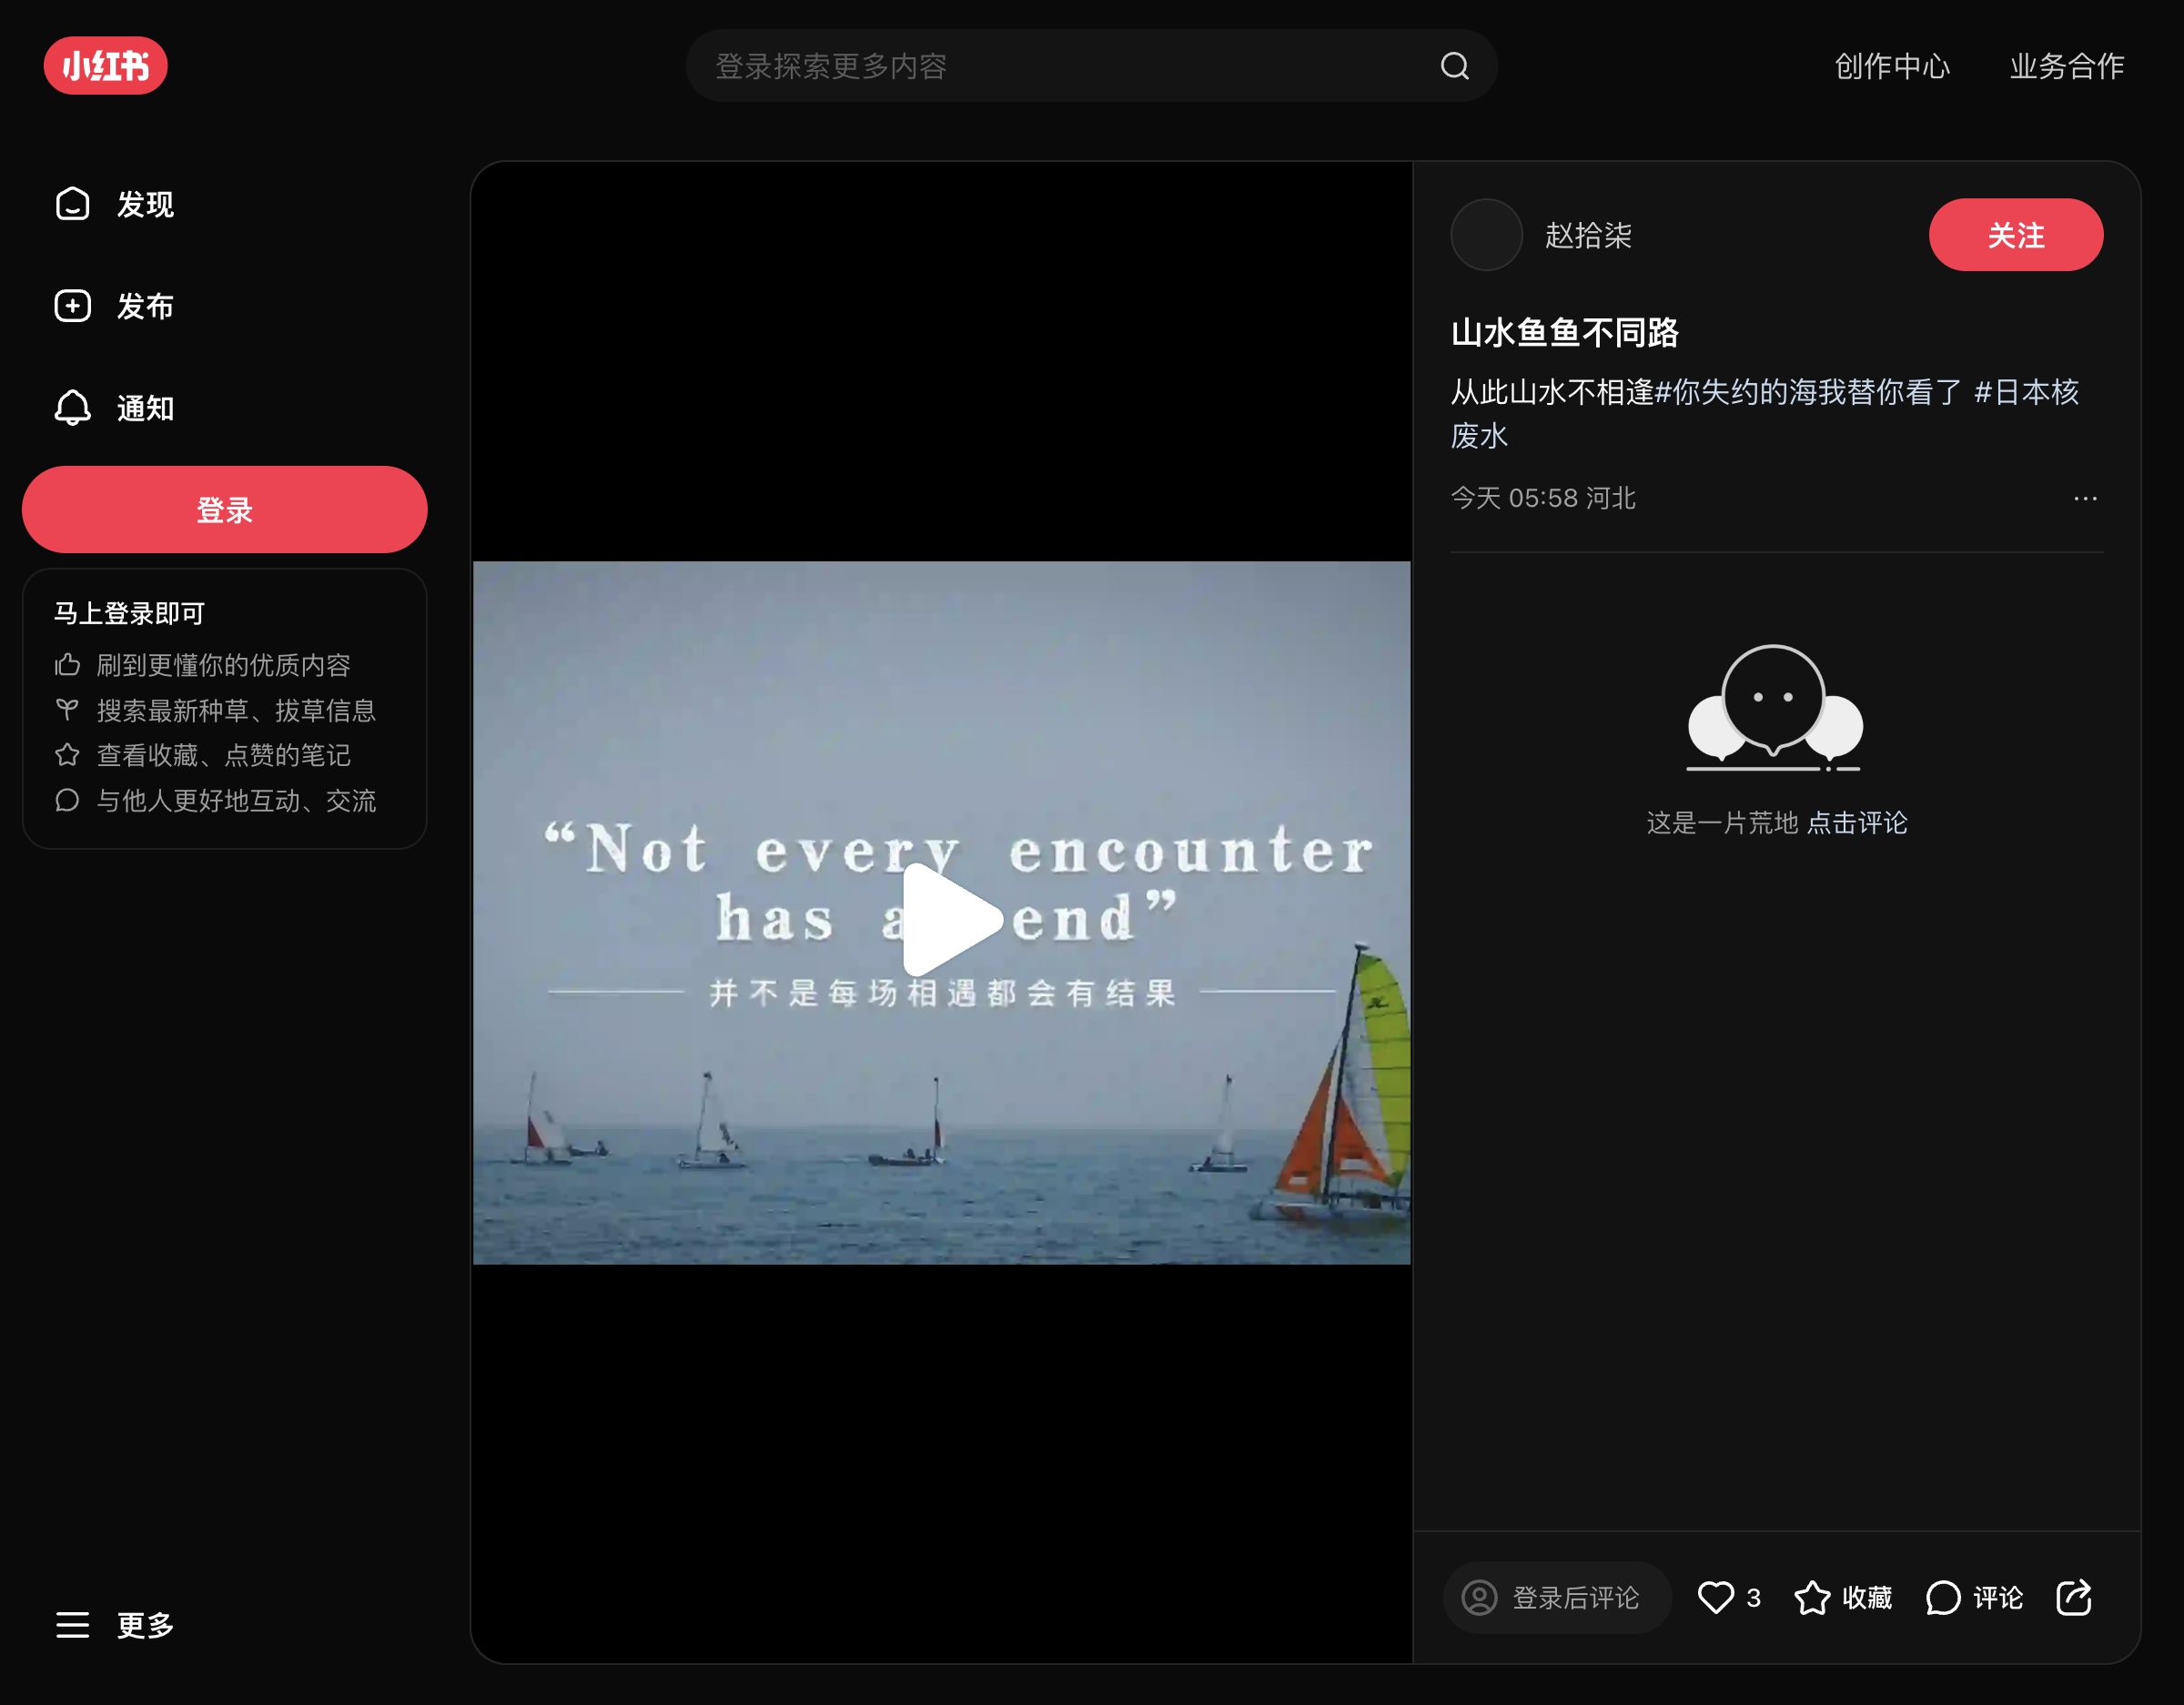 小红书
登录探索更多内容
创作中心
业务合作
发现
发布
通知
登录
马上登录即可
刷到更懂你的优质内容
搜索最新种草、拔草信息
查看收藏、点赞的笔记
与他人更好地互动、交流
更多
“Not every encounter
has a end”
并不是每场相遇都会有结果
赵拾柒
关注
山水鱼鱼不同路
从此山水不相逢#你失约的海我替你看了 #日本核
废水
今天 05:58 河北
这是一片荒地 点击评论
登录后评论
3
收藏
评论